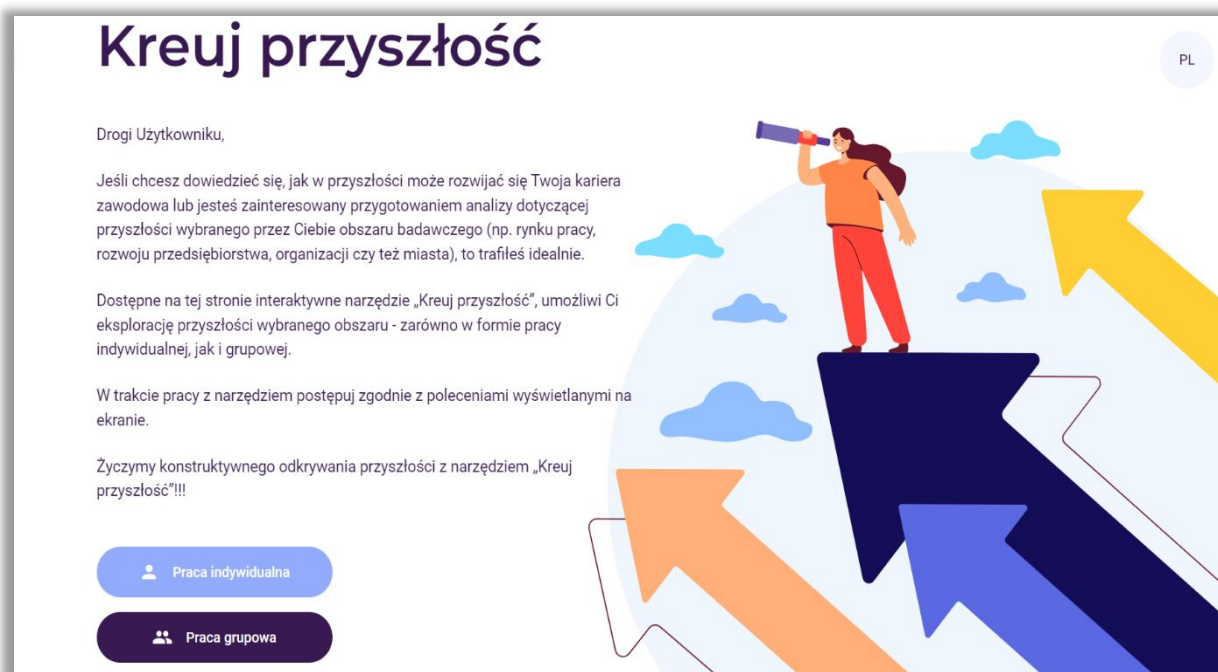 Kreuj przyszłość
PL
Drogi Użytkowniku,
Jeśli chcesz dowiedzieć się, jak w przyszłości może rozwijać się Twoja kariera
zawodowa lub jesteś zainteresowany przygotowaniem analizy dotyczącej
przyszłości wybranego przez Ciebie obszaru badawczego (np. rynku pracy,
rozwoju przedsiębiorstwa, organizacji czy też miasta), to trafiłeś idealnie.
Dostępne na tej stronie interaktywne narzędzie „Kreuj przyszłość”, umożliwi Ci
eksplorację przyszłości wybranego obszaru - zarówno w formie pracy
indywidualnej, jak i grupowej.
W trakcie pracy z narzędziem postępuj zgodnie z poleceniami wyświetlanymi na
ekranie.
Życzymy konstruktywnego odkrywania przyszłości z narzędziem „Kreuj
przyszłość”!!!
Praca indywidualna
Praca grupowa